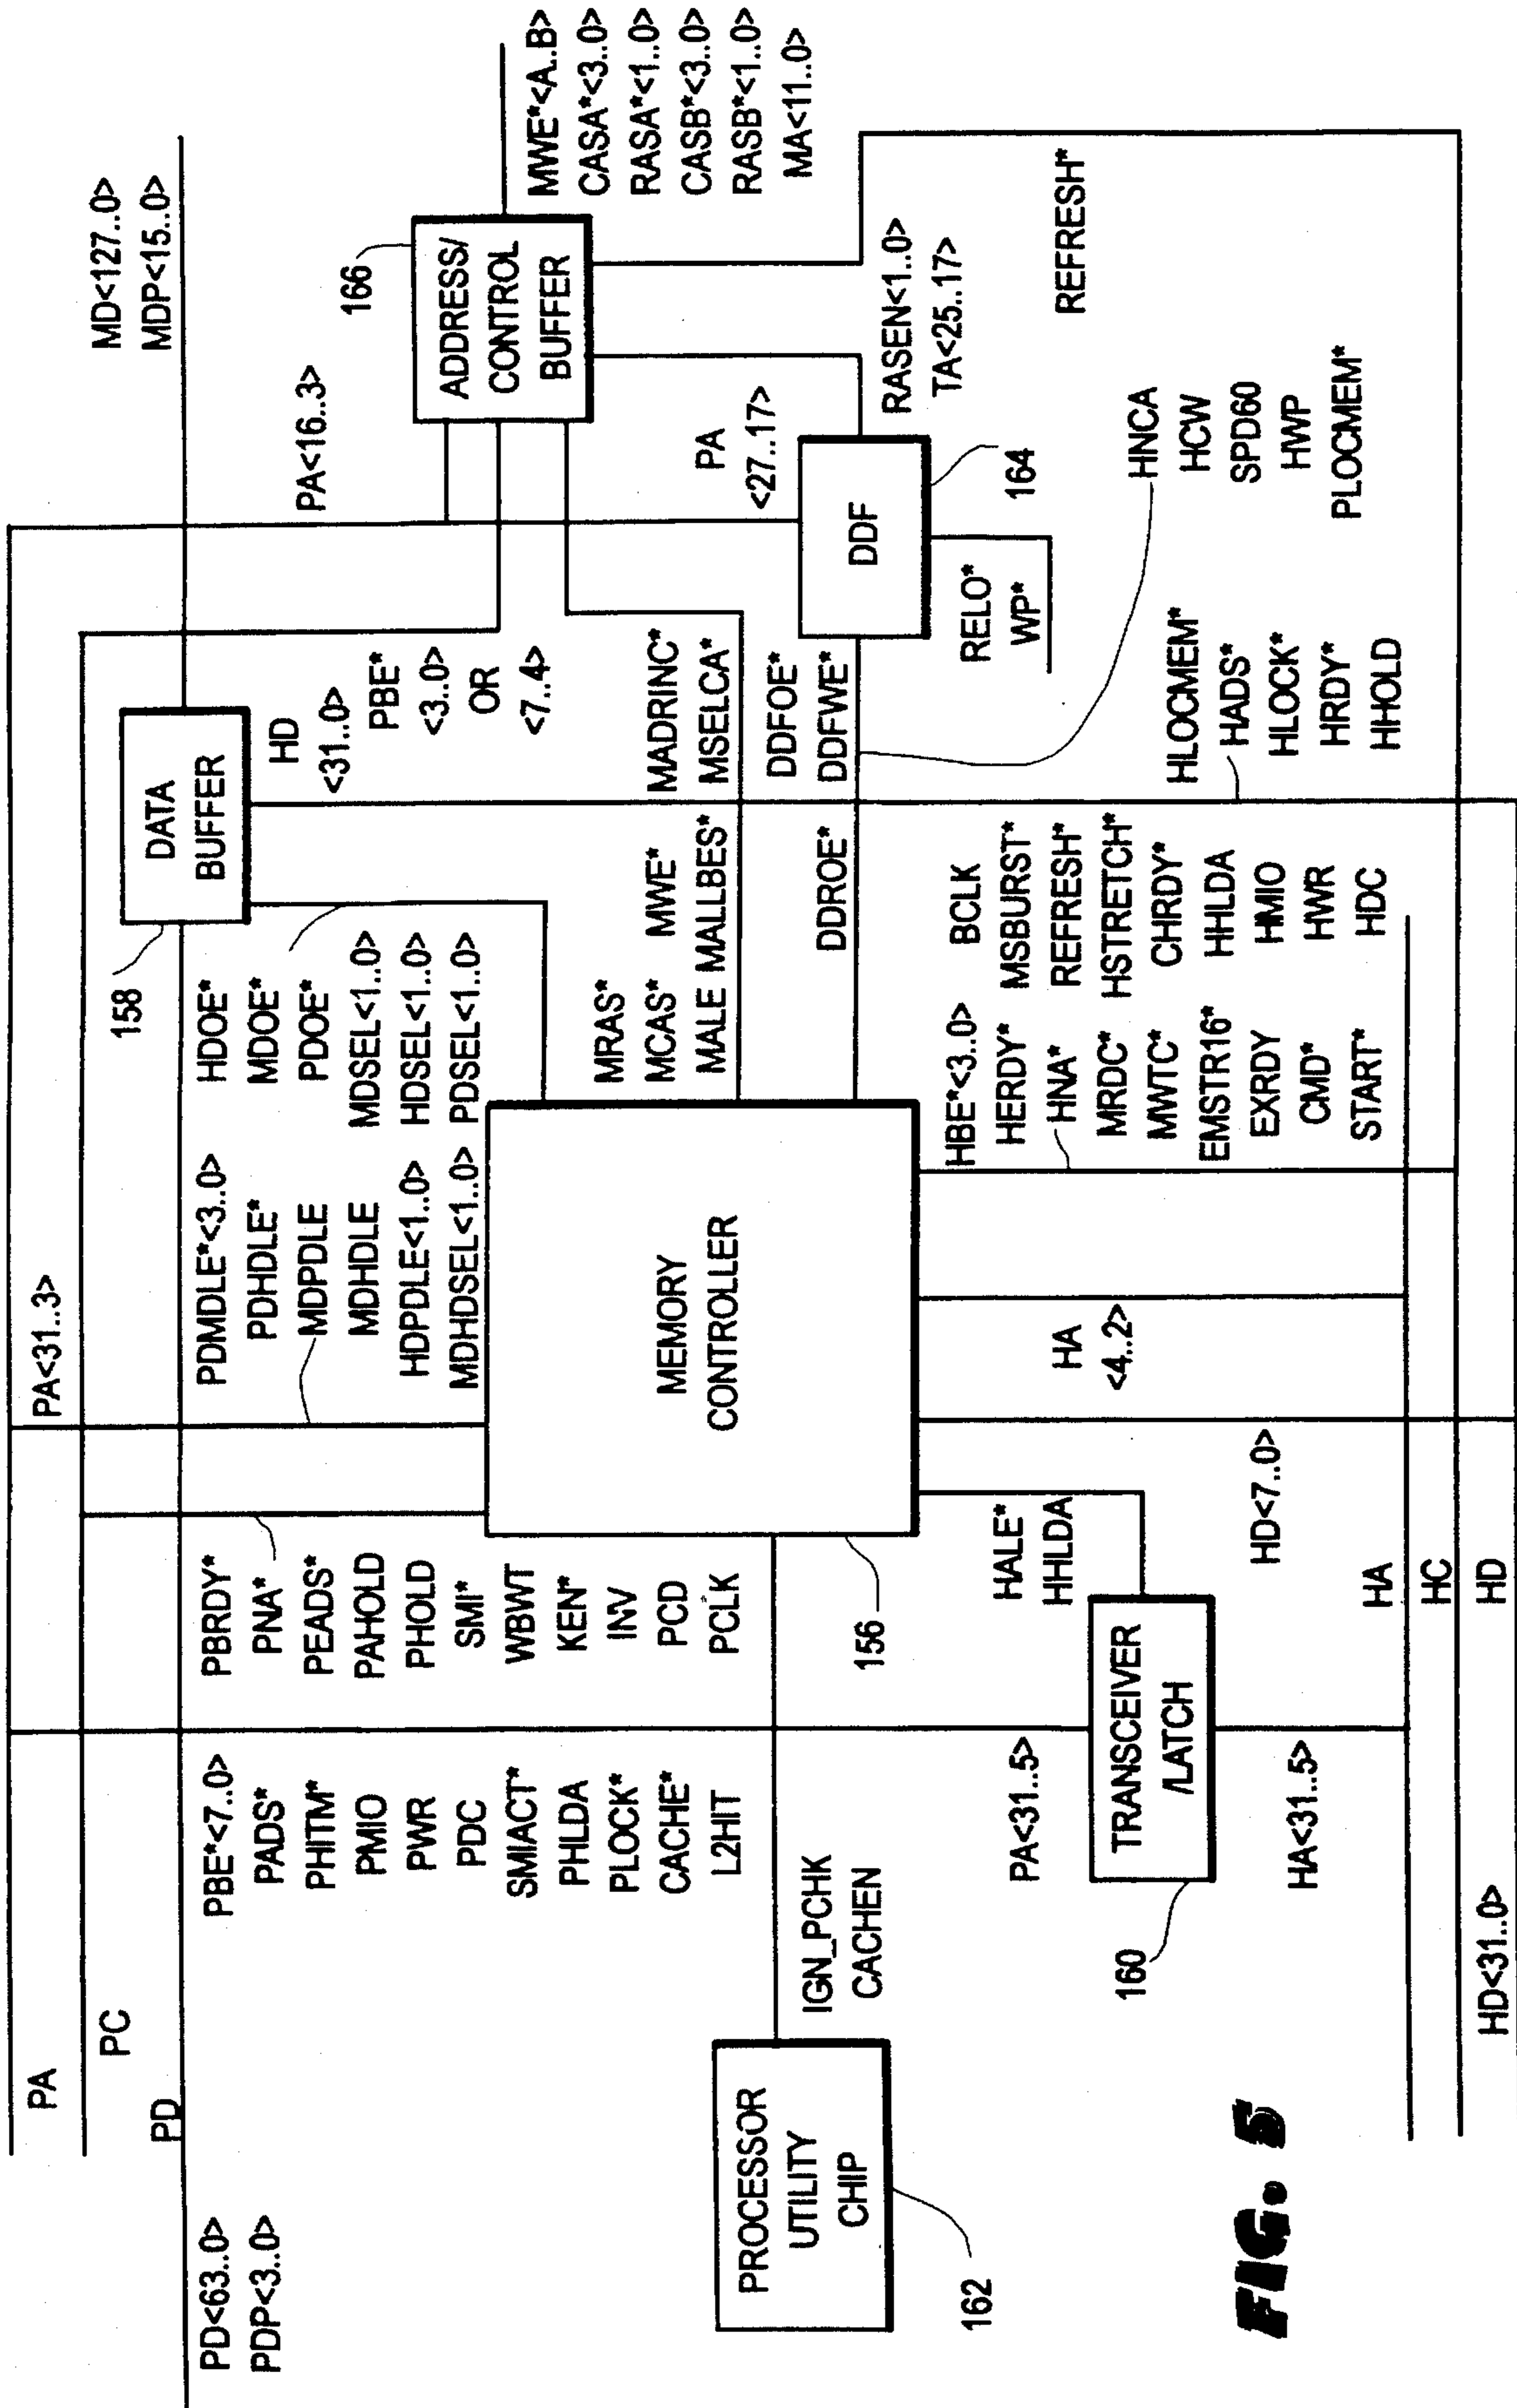 PA
PC
PD
PD<63..0>
PDP<3..0>
PA<31..3>
MD<127..0>
MDP<15..0>
PA<16..3>
DATA
BUFFER
158
HD
<31..0>
PBE*
<3..0>
OR
<7..4>
166
ADDRESS/
CONTROL
BUFFER
MWE*<A..B>
CASA*<3..0>
RASA*<1..0>
CASB*<3..0>
RASB*<1..0>
MA<11..0>
PBE*<7..0>
PADS*
PHITM*
PMIO
PWR
PDC
SMIACT*
PHLDA
PLOCK*
CACHE*
L2HIT
PBRDY*
PNA*
PEADS*
PAHOLD
PHOLD
SMI*
WBWT
KEN*
INV
PCD
PCLK
PDMDLE*<3..0>
PDHDLE*
MDPDLE
MDHDLE
HDPDLE<1..0>
MDHDSEL<1..0>
HDOE*
MDOE*
PDOE*
MDSEL<1..0>
HDSEL<1..0>
PDSEL<1..0>
MRAS*
MCAS*
MALE
MWE*
MALLBES*
MADRINC*
MSELCA*
PA
<27..17>
DDF
164
RASEN<1..0>
TA<25..17>
RELO*
WP*
DDROE*
DDFOE*
DDFWE*
REFRESH*
PROCESSOR
UTILITY
CHIP
162
IGN_PCHK
CACHEN
MEMORY
CONTROLLER
156
PA<31..5>
TRANSCEIVER
/LATCH
160
HA<31..5>
HALE*
HHLDA
HD<7..0>
HA
<4..2>
HBE*<3..0>
HERDY*
HNA*
MRDC*
MWTC*
EMSTR16*
EXRDY
CMD*
START*
BCLK
MSBURST*
REFRESH*
HSTRETCH*
CHRDY*
HHLDA
HMIO
HWR
HDC
HLOCMEM*
HADS*
HLOCK*
HRDY*
HHOLD
HNCA
HCW
SPD60
HWP
PLOCMEM*
HA
HC
HD
HD<31..0>
FIG. 5